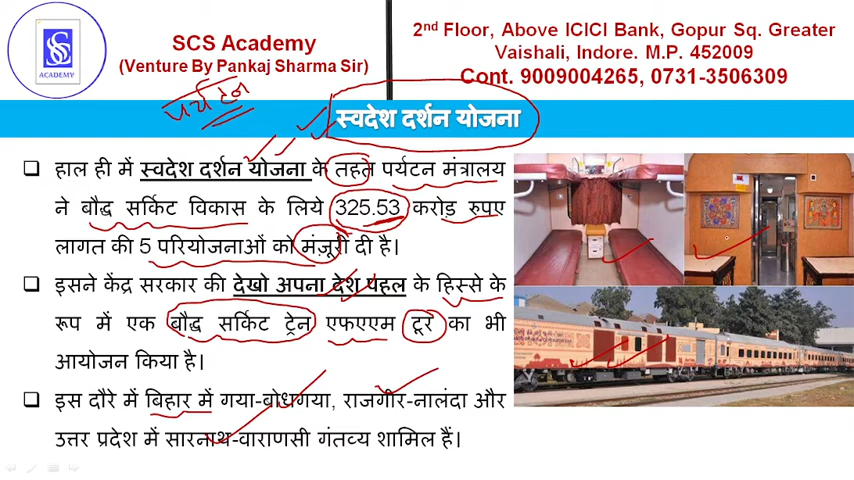 SCS Academy
(Venture By Pankaj Sharma Sir)
2nd Floor, Above ICICI Bank, Gopur Sq. Greater
Vaishali, Indore. M.P. 452009
Cont. 9009004265, 0731-3506309
SS
ACADEMY
पर्यटन
स्वदेश दर्शन योजना
हाल ही में स्वदेश दर्शन योजना के तहत पर्यटन मंत्रालय
ने बौद्ध सर्किट विकास के लिये 325.53 करोड़ रुपए
लागत की 5 परियोजनाओं को मंज़ूरी दी है।
इसने केंद्र सरकार की देखो अपना देश पहल के हिस्से के
रूप में एक बौद्ध सर्किट ट्रेन एफएएम टूर का भी
आयोजन किया है।
इस दौरे में बिहार में गया-बोधगया, राजगीर-नालंदा और
उत्तर प्रदेश में सारनाथ-वाराणसी गंतव्य शामिल हैं।